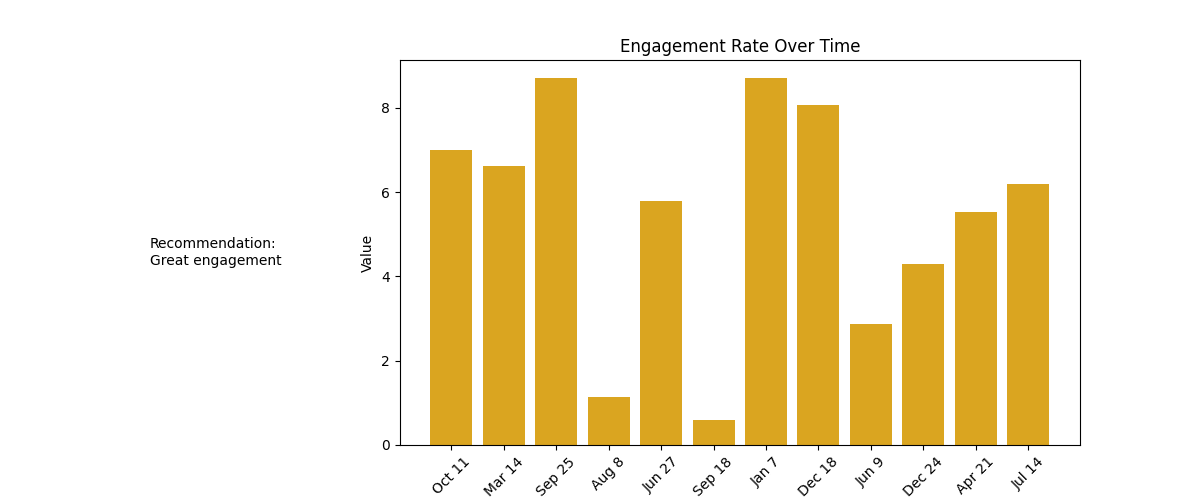 Engagement Rate Over Time
Recommendation:
Great engagement
Value
8
6
4
2
0
Oct 11
Mar 14
Sep 25
Aug 8
Jun 27
Sep 18
Jan 7
Dec 18
Jun 9
Dec 24
Apr 21
Jul 14